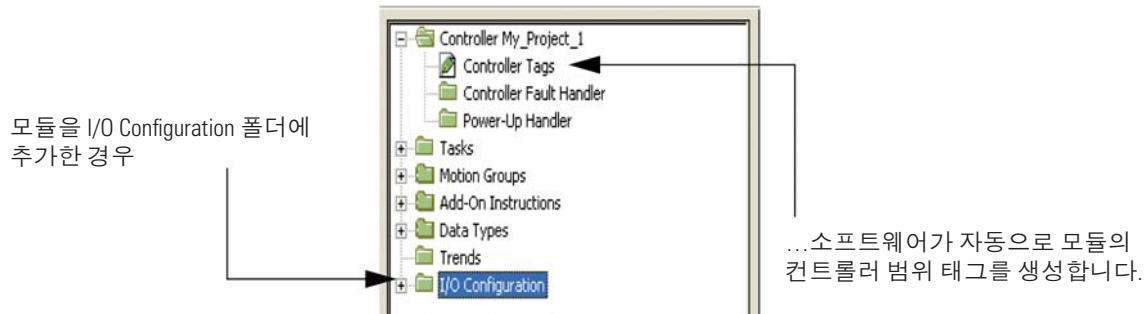 모듈을 I/O Configuration 폴더에
추가한 경우
Controller My_Project_1
Controller Tags
Controller Fault Handler
Power-Up Handler
Tasks
Motion Groups
Add-On Instructions
Data Types
Trends
I/O Configuration
…소프트웨어가 자동으로 모듈의
컨트롤러 범위 태그를 생성합니다.